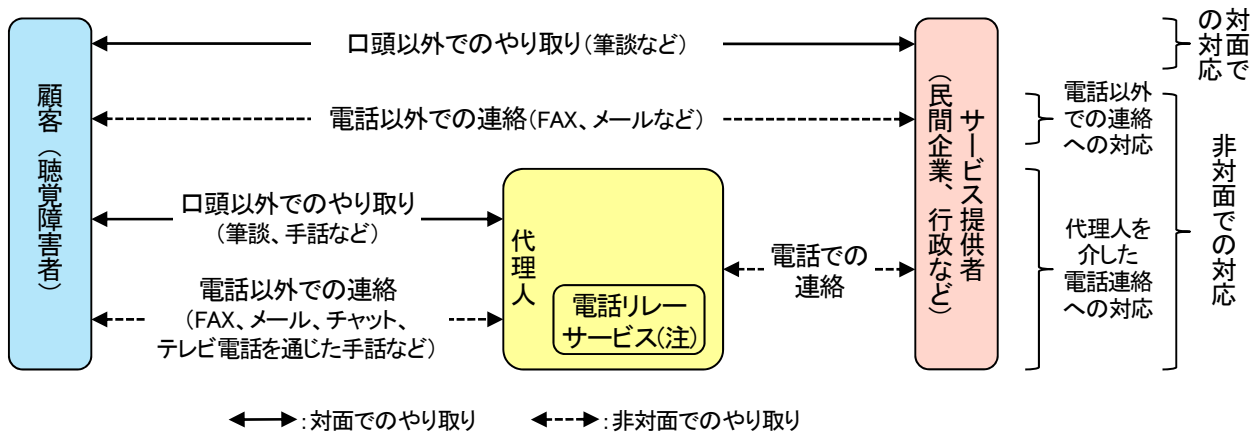 顧客（聴覚障害者）
口頭以外でのやり取り（筆談など）
電話以外での連絡（FAX、メールなど）
口頭以外でのやり取り
（筆談、手話など）
電話以外での連絡
（FAX、メール、チャット、
テレビ電話を通じた手話など）
代理人
電話リレー
サービス(注)
電話での
連絡
サービス提供者
（民間企業、行政など）
対面で
の対応
電話以外
での連絡
への対応
代理人を
介した
電話連絡
への対応
非対面での対応
：対面でのやり取り
：非対面でのやり取り